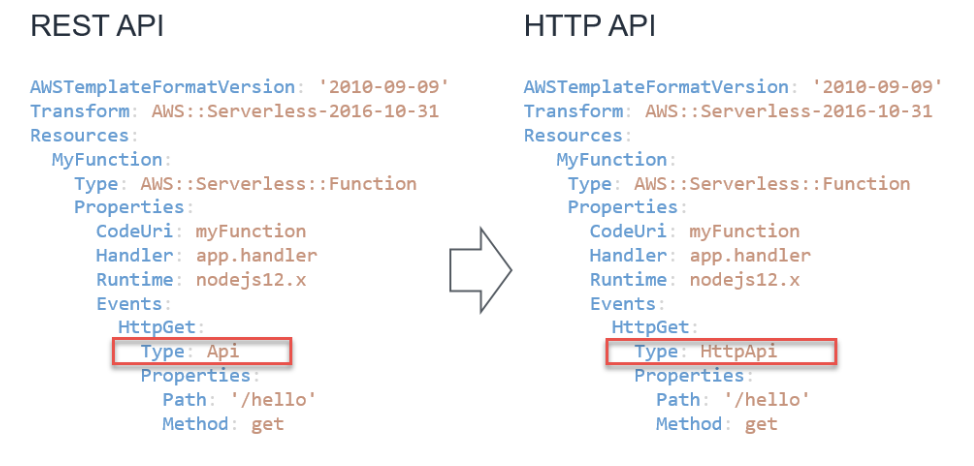 REST API
AWSTemplateFormatVersion: '2010-09-09'
Transform: AWS::Serverless-2016-10-31
Resources:
  MyFunction:
    Type: AWS::Serverless::Function
    Properties:
      CodeUri: myFunction
      Handler: app.handler
      Runtime: nodejs12.x
      Events:
        HttpGet:
          Type: Api
          Properties:
            Path: '/hello'
            Method: get
HTTP API
AWSTemplateFormatVersion: '2010-09-09'
Transform: AWS::Serverless-2016-10-31
Resources:
   MyFunction:
    Type: AWS::Serverless::Function
    Properties:
      CodeUri: myFunction
      Handler: app.handler
      Runtime: nodejs12.x
      Events:
        HttpGet:
          Type: HttpApi
          Properties:
            Path: '/hello'
            Method: get